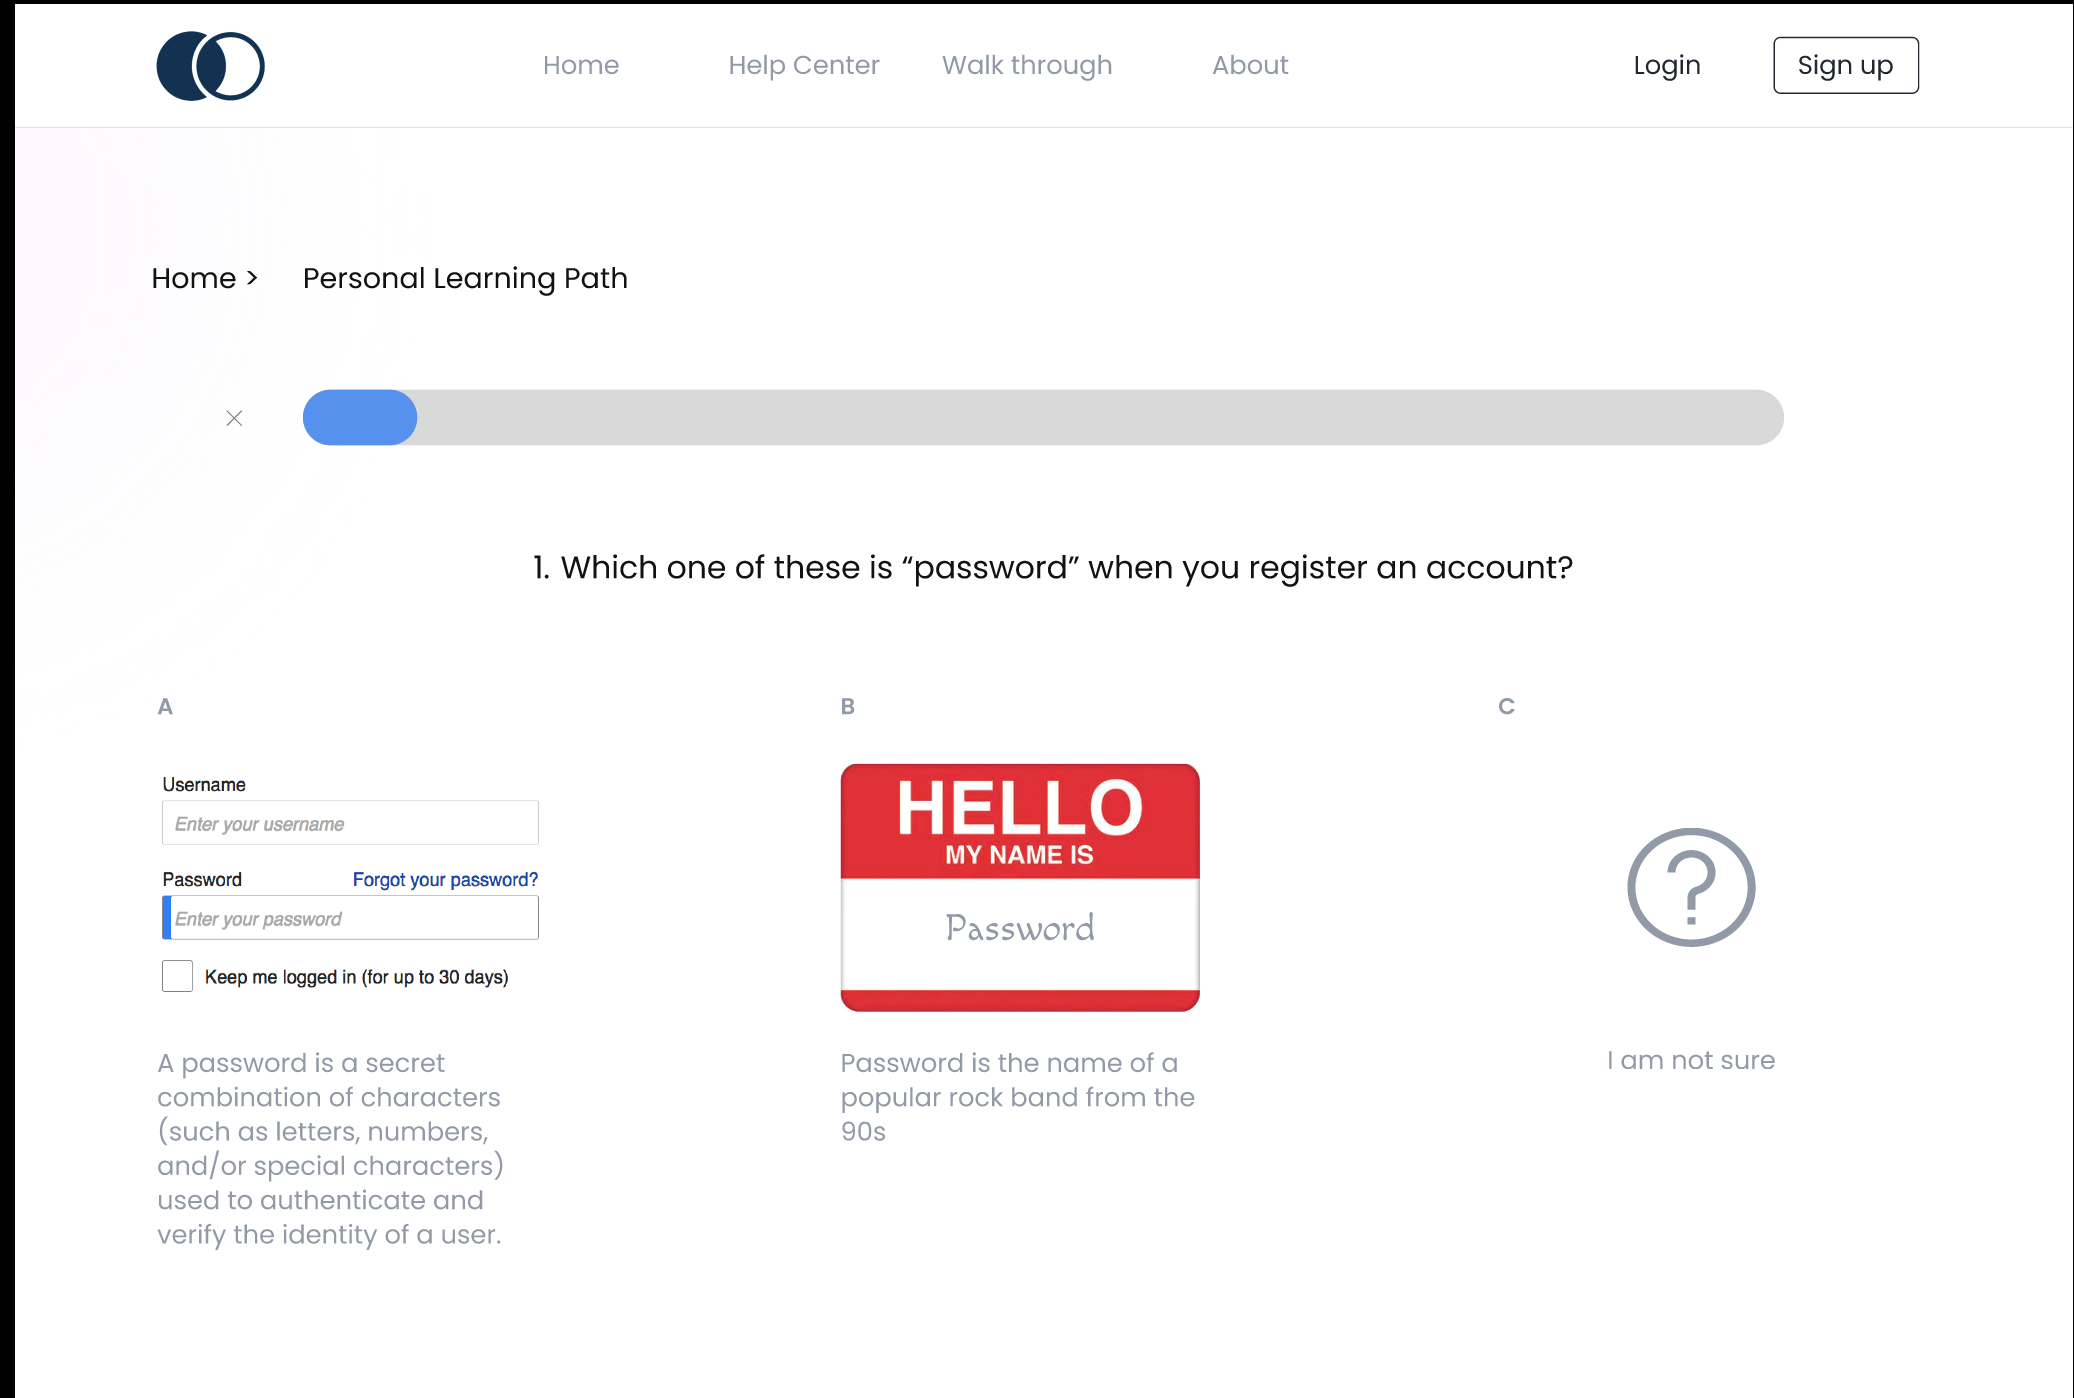 Home Help Center Walk through About Login Sign up
Home > Personal Learning Path
1. Which one of these is “password” when you register an account?
A
Username
Enter your username
Password Forgot your password?
Enter your password
Keep me logged in (for up to 30 days)
A password is a secret
combination of characters
(such as letters, numbers,
and/or special characters)
used to authenticate and
verify the identity of a user.
B
HELLO
MY NAME IS
Password
Password is the name of a
popular rock band from the
90s
C
?
I am not sure